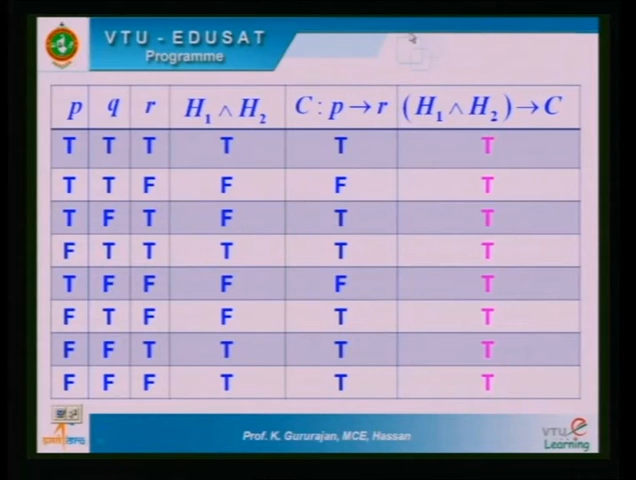 VTU - EDUSAT
Programme
p q r H₁ ∧ H₂ C : p → r (H₁ ∧ H₂) → C
T T T T T T
T T F F F T
T F T F T T
F T T T T T
T F F F F T
F T F F T T
F F T T T T
F F F T T T
Prof. K. Gururajan, MCE, Hassan
VTU e
Learning